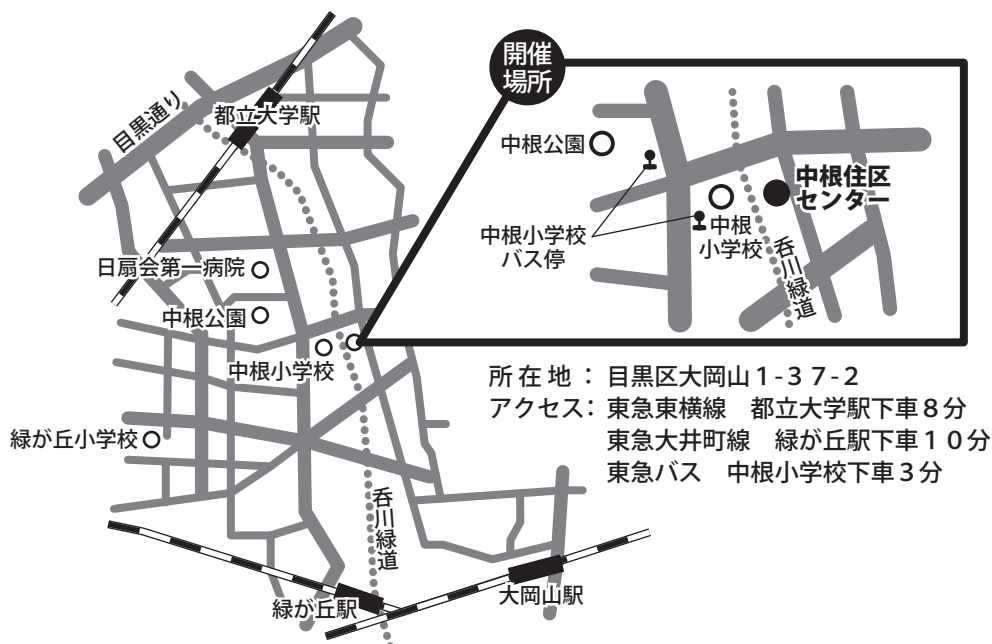 目黒通り
都立大学駅
日扇会第一病院
中根公園
中根小学校
緑が丘小学校
呑川緑道
緑が丘駅
大岡山駅
開催
場所
中根公園
中根小学校
バス停
中根
小学校
中根住区
センター
呑川緑道
所在地：目黒区大岡山１-３７-２
アクセス：東急東横線　都立大学駅下車８分
東急大井町線　緑が丘駅下車１０分
東急バス　中根小学校下車３分